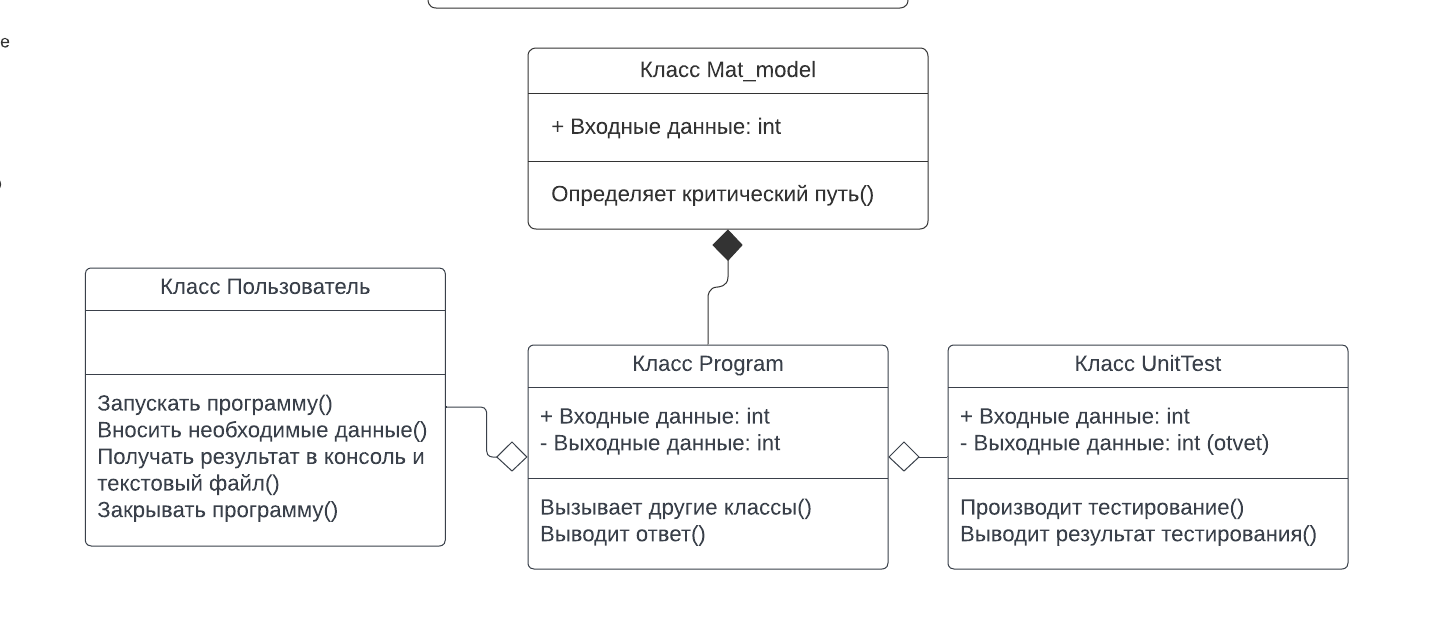 е
Класс Mat_model
+ Входные данные: int
Определяет критический путь()
Класс Пользователь
Запускать программу()
Вносить необходимые данные()
Получать результат в консоль и
текстовый файл()
Закрывать программу()
Класс Program
+ Входные данные: int
- Выходные данные: int
Вызывает другие классы()
Выводит ответ()
Класс UnitTest
+ Входные данные: int
- Выходные данные: int (otvet)
Производит тестирование()
Выводит результат тестирования()